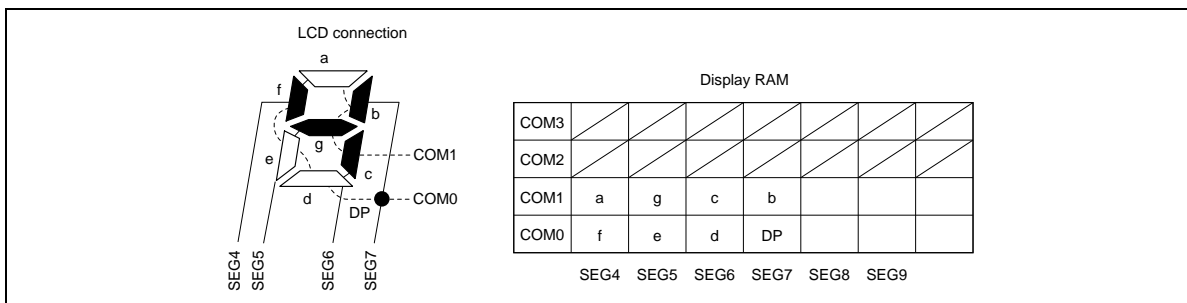 LCD connection
a
f
b
g
e
c
d
DP
COM1
COM0
SEG4
SEG5
SEG6
SEG7
Display RAM
COM3
COM2
COM1 a g c b
COM0 f e d DP
SEG4 SEG5 SEG6 SEG7 SEG8 SEG9